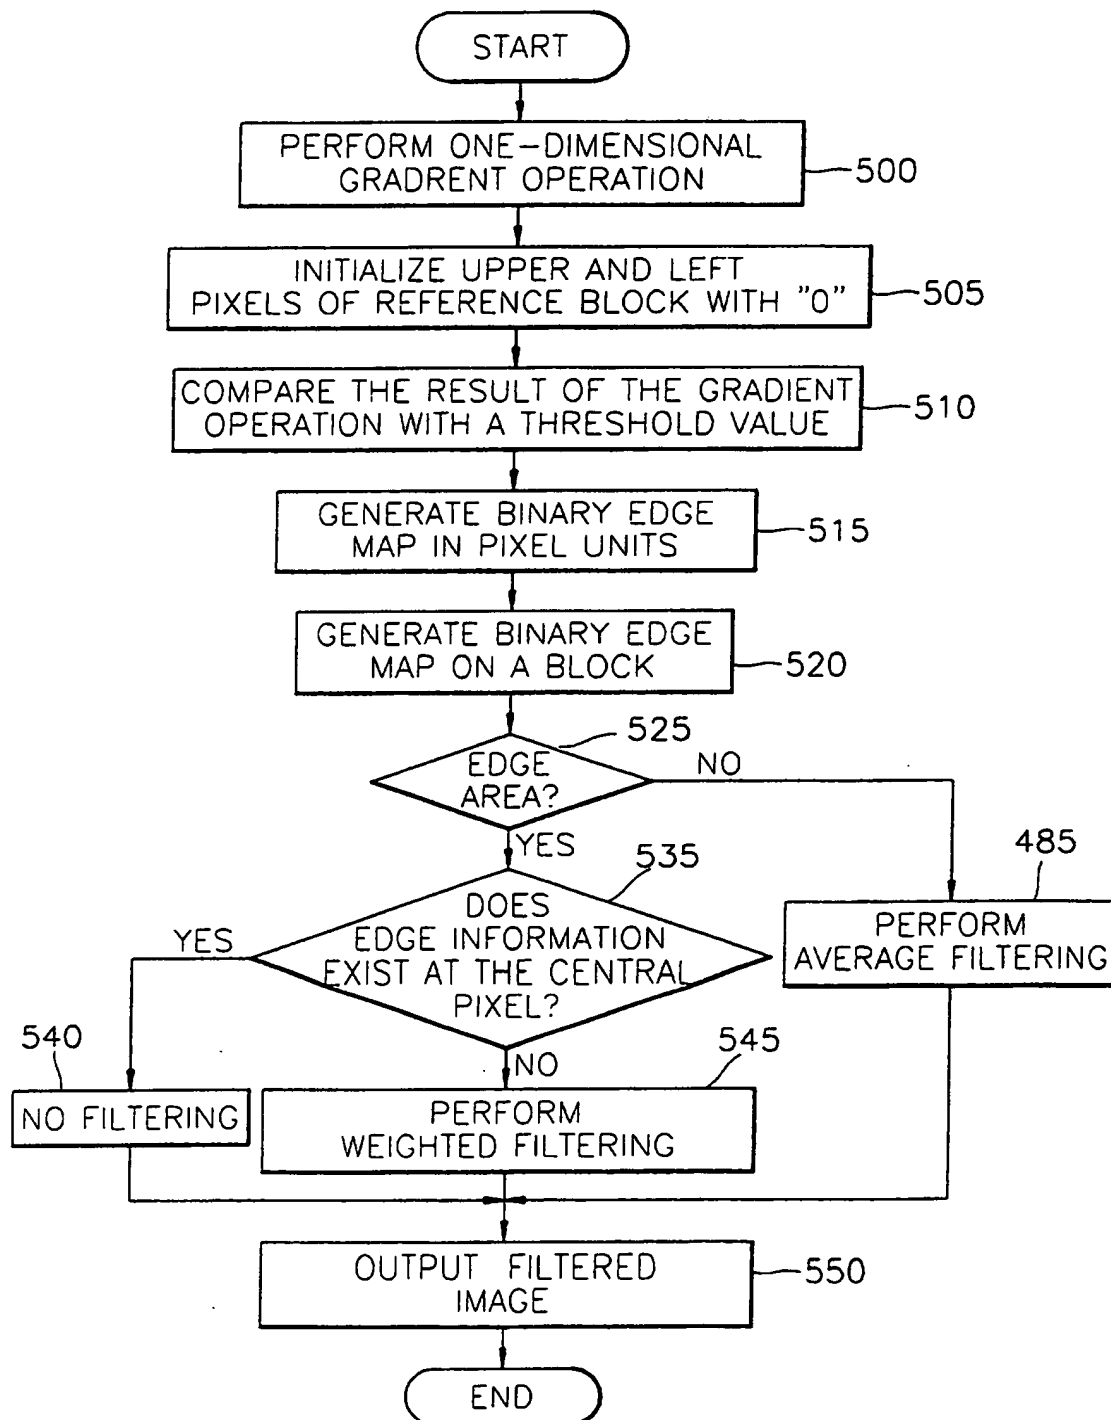 START
PERFORM ONE-DIMENSIONAL
GRADRENT OPERATION
500
INITIALIZE UPPER AND LEFT
PIXELS OF REFERENCE BLOCK WITH "0"
505
COMPARE THE RESULT OF THE GRADIENT
OPERATION WITH A THRESHOLD VALUE
510
GENERATE BINARY EDGE
MAP IN PIXEL UNITS
515
GENERATE BINARY EDGE
MAP ON A BLOCK
520
525
EDGE
AREA?
NO
YES
535
485
DOES
EDGE INFORMATION
EXIST AT THE CENTRAL
PIXEL?
YES
PERFORM
AVERAGE FILTERING
540
NO
545
NO FILTERING
PERFORM
WEIGHTED FILTERING
OUTPUT FILTERED
IMAGE
550
END